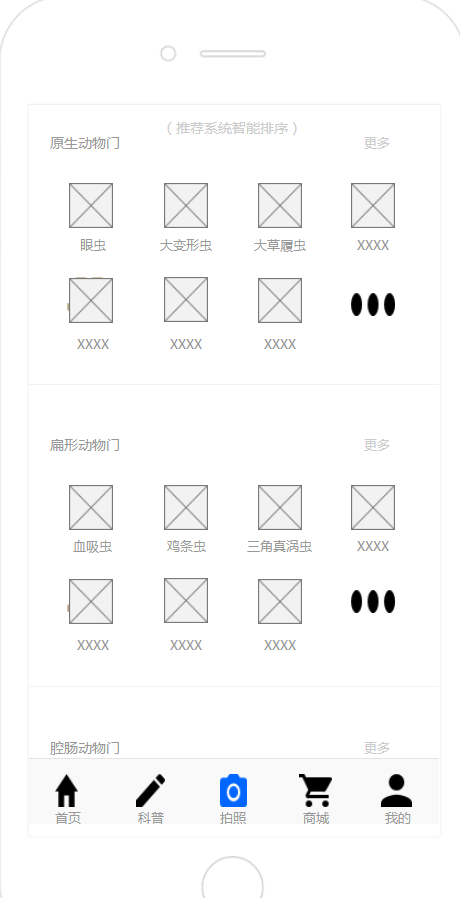 （推荐系统智能排序）
原生动物门 更多
眼虫 大变形虫 大草履虫 XXXX
XXXX XXXX XXXX
扁形动物门 更多
血吸虫 鸡条虫 三角真涡虫 XXXX
XXXX XXXX XXXX
腔肠动物门 更多
首页 科普 拍照 商城 我的